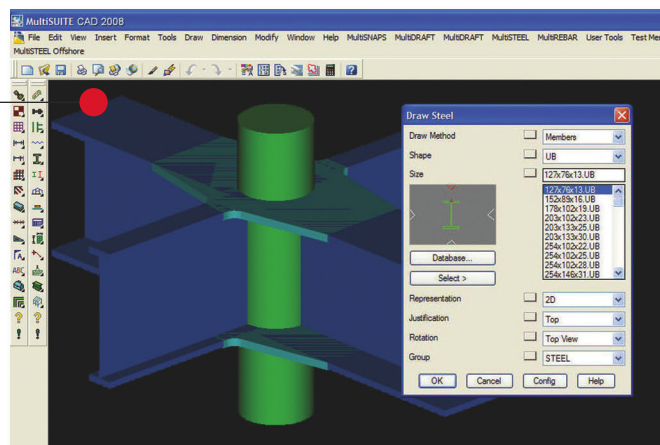 MultiSUITE CAD 2008
File Edit View Insert Format Tools Draw Dimension Modify Window Help MultiSNAPS MultiDRAFT MultiDRAFT MultiSTEEL MultiREBAR User Tools Test Me
MultiSTEEL Offshore
Draw Steel
Draw Method Members
Shape UB
Size 127x76x13.UB
127x76x13.UB
152x89x16.UB
178x102x19.UB
203x102x23.UB
203x133x25.UB
203x133x30.UB
254x102x22.UB
254x102x25.UB
254x102x28.UB
254x146x31.UB
Database...
Select >
Representation 2D
Justification Top
Rotation Top View
Group STEEL
OK Cancel Config Help
ABC